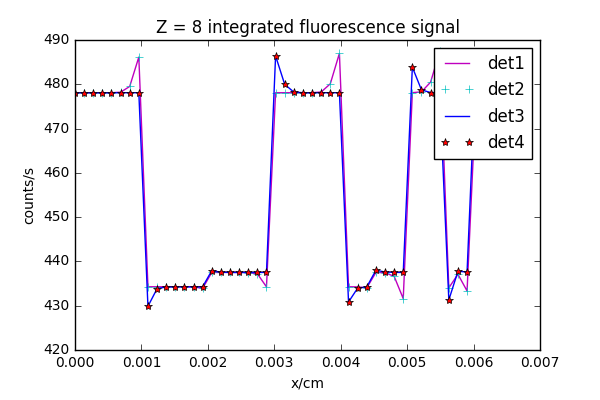 Z = 8 integrated fluorescence signal
490
480
470
460
450
440
430
420
counts/s
det1
det2
det3
det4
0.000 0.001 0.002 0.003 0.004 0.005 0.006 0.007
x/cm